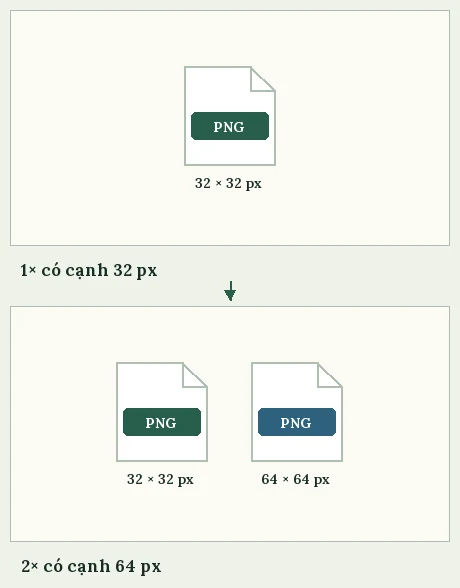 PNG
32 × 32 px
1× có cạnh 32 px
PNG
32 × 32 px
PNG
64 × 64 px
2× có cạnh 64 px